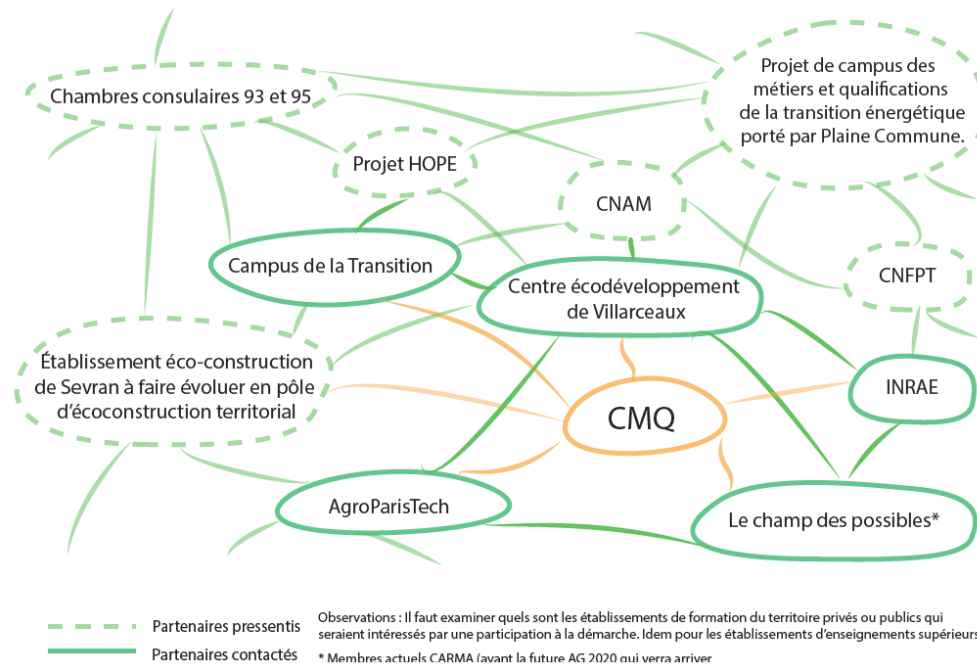 Chambres consulaires 93 et 95
Projet de campus des
métiers et qualifications
de la transition énergétique
porté par Plaine Commune.
Projet HOPE
CNAM
Campus de la Transition
Centre écodéveloppement
de Villarceaux
CNFPT
Établissement éco-construction
de Sevran à faire évoluer en pôle
d’écoconstruction territorial
CMQ
INRAE
AgroParisTech
Le champ des possibles*
Partenaires pressentis
Partenaires contactés
Observations : Il faut examiner quels sont les établissements de formation du territoire privés ou publics qui
seraient intéressés par une participation à la démarche. Idem pour les établissements d’enseignements supérieurs
* Membres actuels CARMA (avant la future AG 2020 qui verra arriver